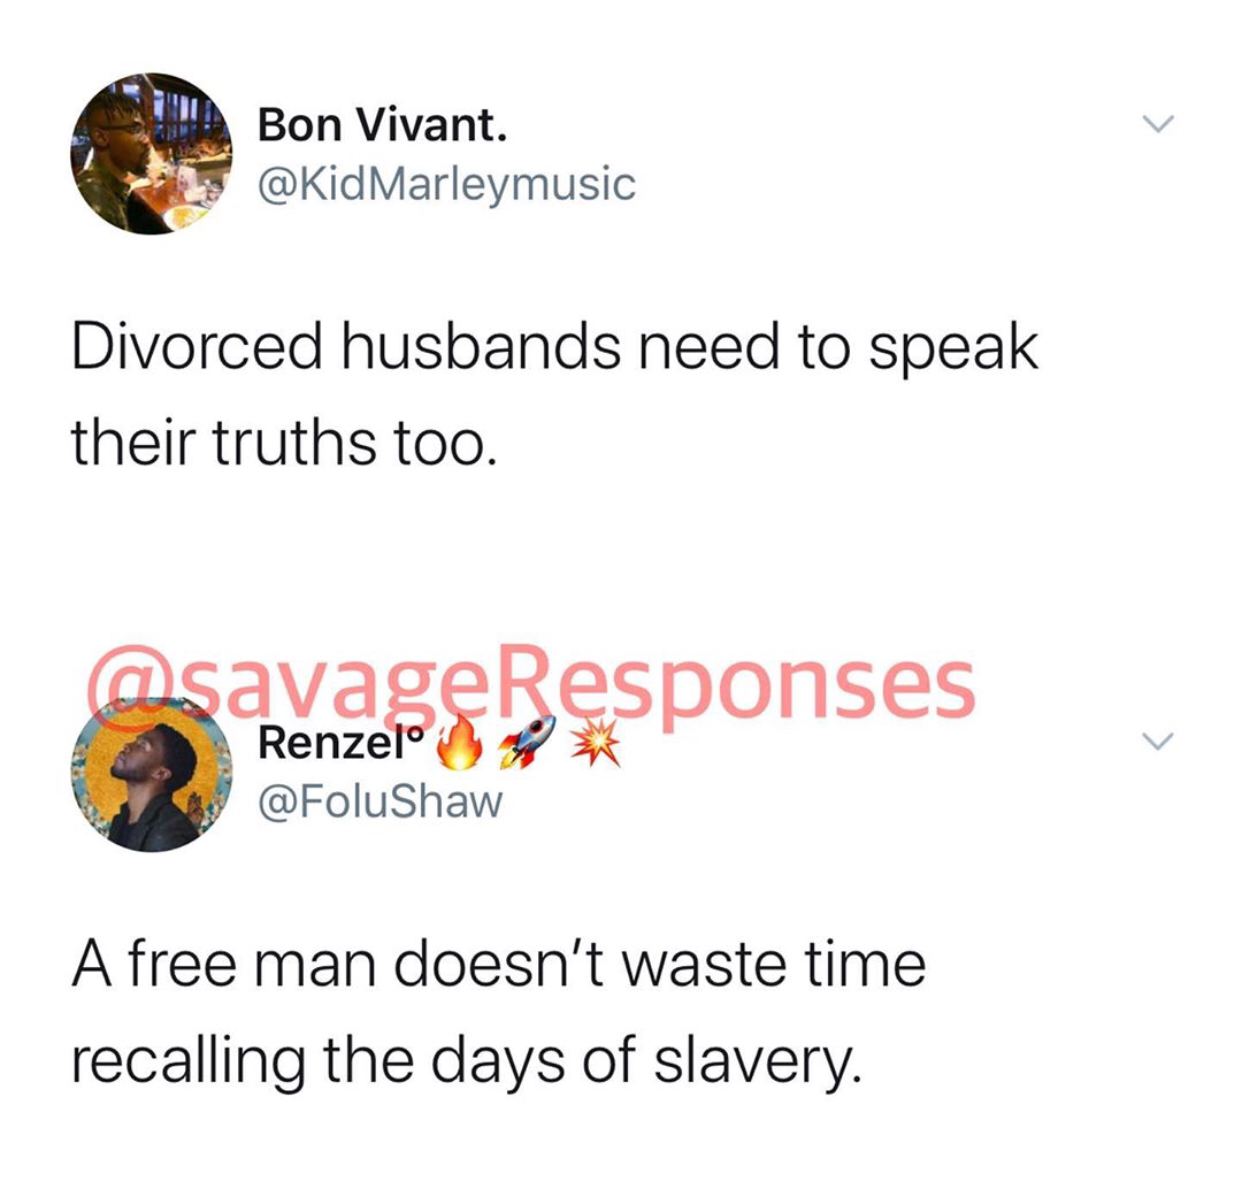 Bon Vivant.
@KidMarleymusic
Divorced husbands need to speak
their truths too.
@savageResponses
Renzelº🔥🚀💥
@FoluShaw
A free man doesn’t waste time
recalling the days of slavery.